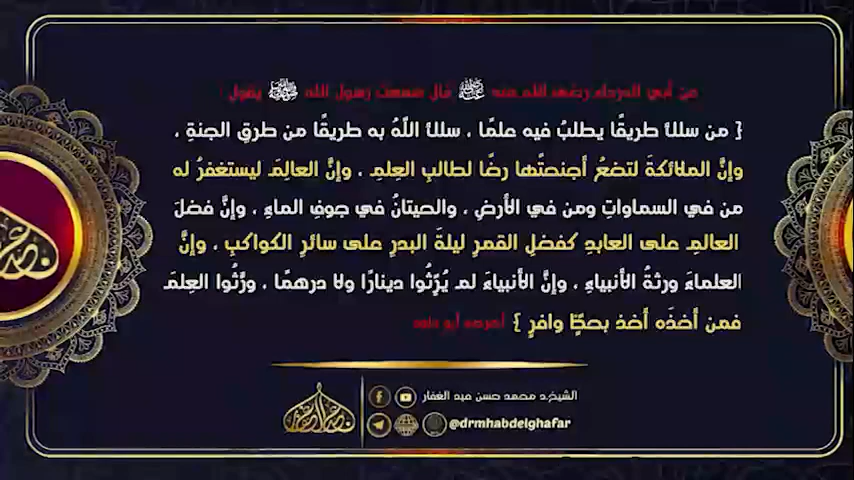 عن أبي الدرداء رضي الله عنه قال سمعت رسول الله ﷺ يقول :
{ من سلك طريقًا يطلبُ فيه علمًا ، سلك اللهُ به طريقًا من طرقِ الجنةِ ،
وإنَّ الملائكةَ لتضعُ أجنحتَها رضًا لطالبِ العِلمِ ، وإنَّ العالِمَ ليستغفرُ له
من في السماواتِ ومن في الأرضِ ، والحيتانُ في جوفِ الماءِ ، وإنَّ فضلَ
العالمِ على العابدِ كفضلِ القمرِ ليلةَ البدرِ على سائرِ الكواكبِ ، وإنَّ
العلماءَ ورثةُ الأنبياءِ ، وإنَّ الأنبياءَ لم يُورِّثُوا دينارًا ولا درهمًا ، ورَّثُوا العِلمَ
فمن أخذَه أخذ بحظٍّ وافرٍ } أخرجه أبو داود
الشيخ.د محمد حسن عبد الغفار
@drmhabdelghafar